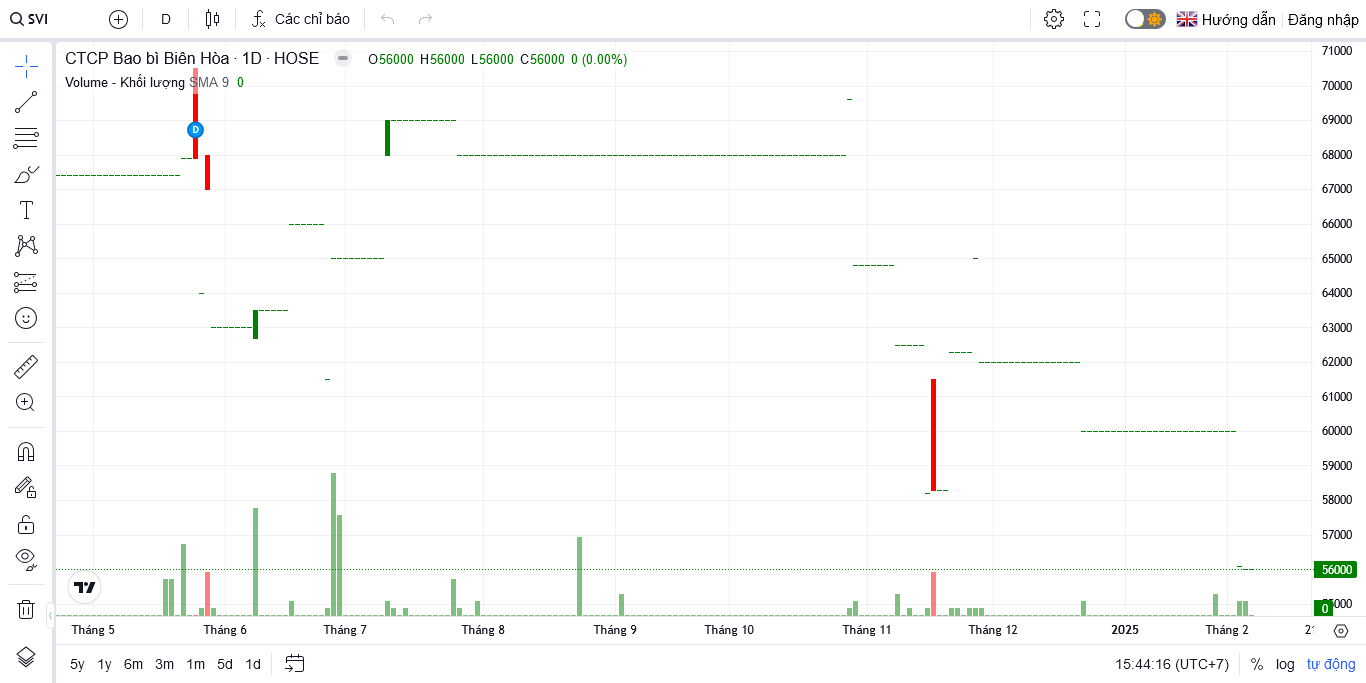 SVI D Các chỉ báo Hướng dẫn Đăng nhập
CTCP Bao bì Biên Hòa · 1D · HOSE O56000 H56000 L56000 C56000 0 (0.00%)
Volume - Khối lượng SMA 9 0
D
71000
70000
69000
68000
67000
66000
65000
64000
63000
62000
61000
60000
59000
58000
57000
56000
0
Tháng 5 Tháng 6 Tháng 7 Tháng 8 Tháng 9 Tháng 10 Tháng 11 Tháng 12 2025 Tháng 2
5y 1y 6m 3m 1m 5d 1d 15:44:16 (UTC+7) % log tự động